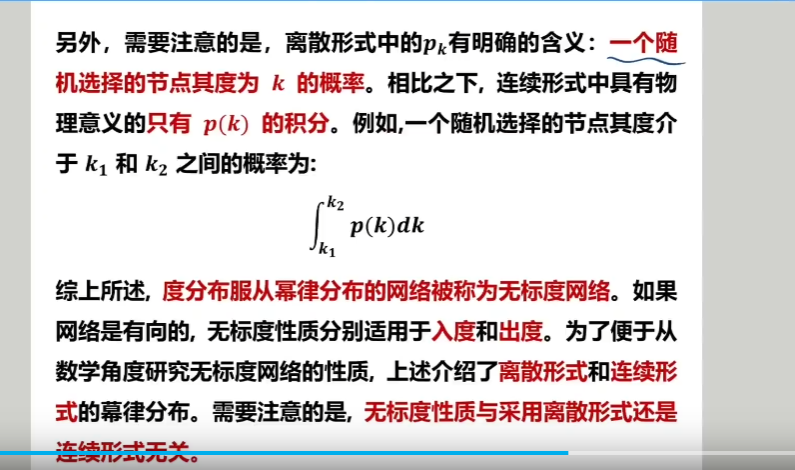 另外，需要注意的是，离散形式中的pₖ有明确的含义：一个随
机选择的节点其度为 k 的概率。相比之下, 连续形式中具有物
理意义的只有 p(k) 的积分。例如,一个随机选择的节点其度介
于 k₁ 和 k₂ 之间的概率为:
∫ₖ₁ᵏ² p(k)dk
综上所述, 度分布服从幂律分布的网络被称为无标度网络。如果
网络是有向的, 无标度性质分别适用于入度和出度。为了便于从
数学角度研究无标度网络的性质, 上述介绍了离散形式和连续形
式的幂律分布。需要注意的是, 无标度性质与采用离散形式还是
连续形式无关。